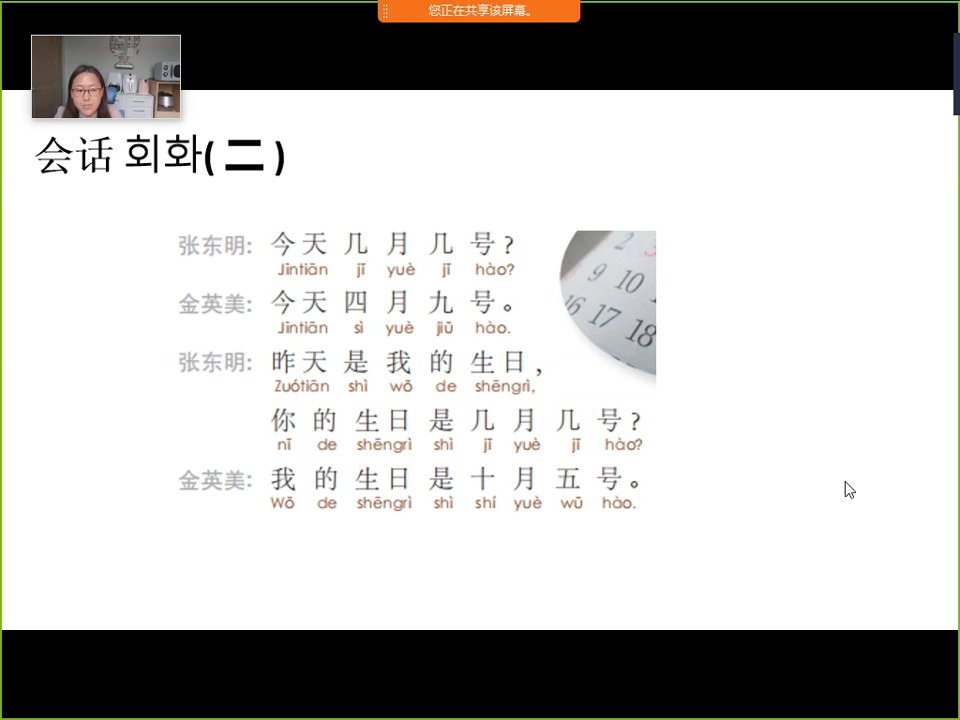 您正在共享该屏幕。
会话 회화(二)
张东明: 今天 几 月 几 号?
Jīntiān jǐ yuè jǐ hào?
金英美: 今天 四 月 九 号。
Jīntiān sì yuè jiǔ hào.
张东明: 昨天 是 我 的 生日,
Zuótiān shì wǒ de shēngrì,
你 的 生日 是 几 月 几 号?
nǐ de shēngrì shì jǐ yuè jǐ hào?
金英美: 我 的 生日 是 十 月 五 号。
Wǒ de shēngrì shì shí yuè wǔ hào.
2 3
9 10
16 17 18